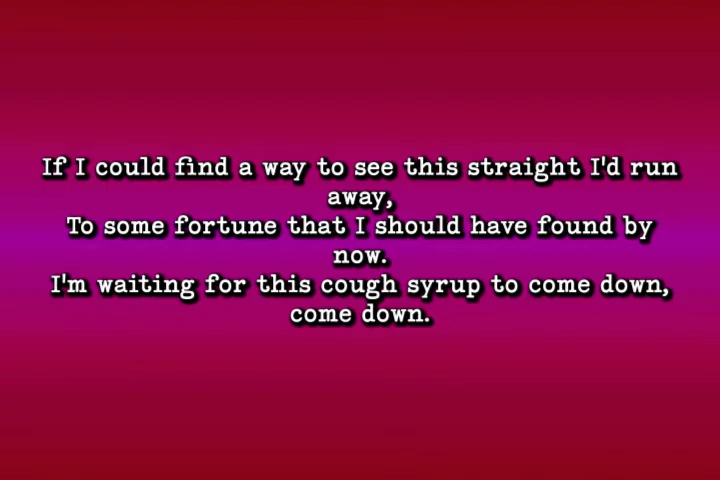 If I could find a way to see this straight I'd run
away,
To some fortune that I should have found by
now.
I'm waiting for this cough syrup to come down,
come down.